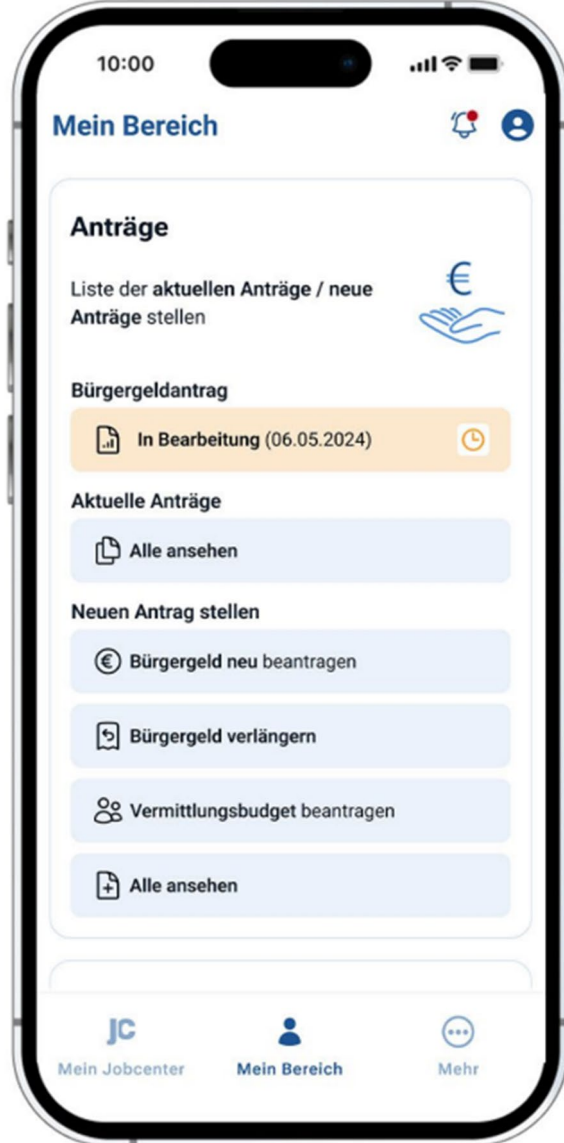 10:00
Mein Bereich
Anträge
Liste der aktuellen Anträge / neue
Anträge stellen
€
Bürgergeldantrag
In Bearbeitung (06.05.2024)
Aktuelle Anträge
Alle ansehen
Neuen Antrag stellen
€ Bürgergeld neu beantragen
Bürgergeld verlängern
Vermittlungsbudget beantragen
Alle ansehen
JC
Mein Jobcenter Mein Bereich Mehr